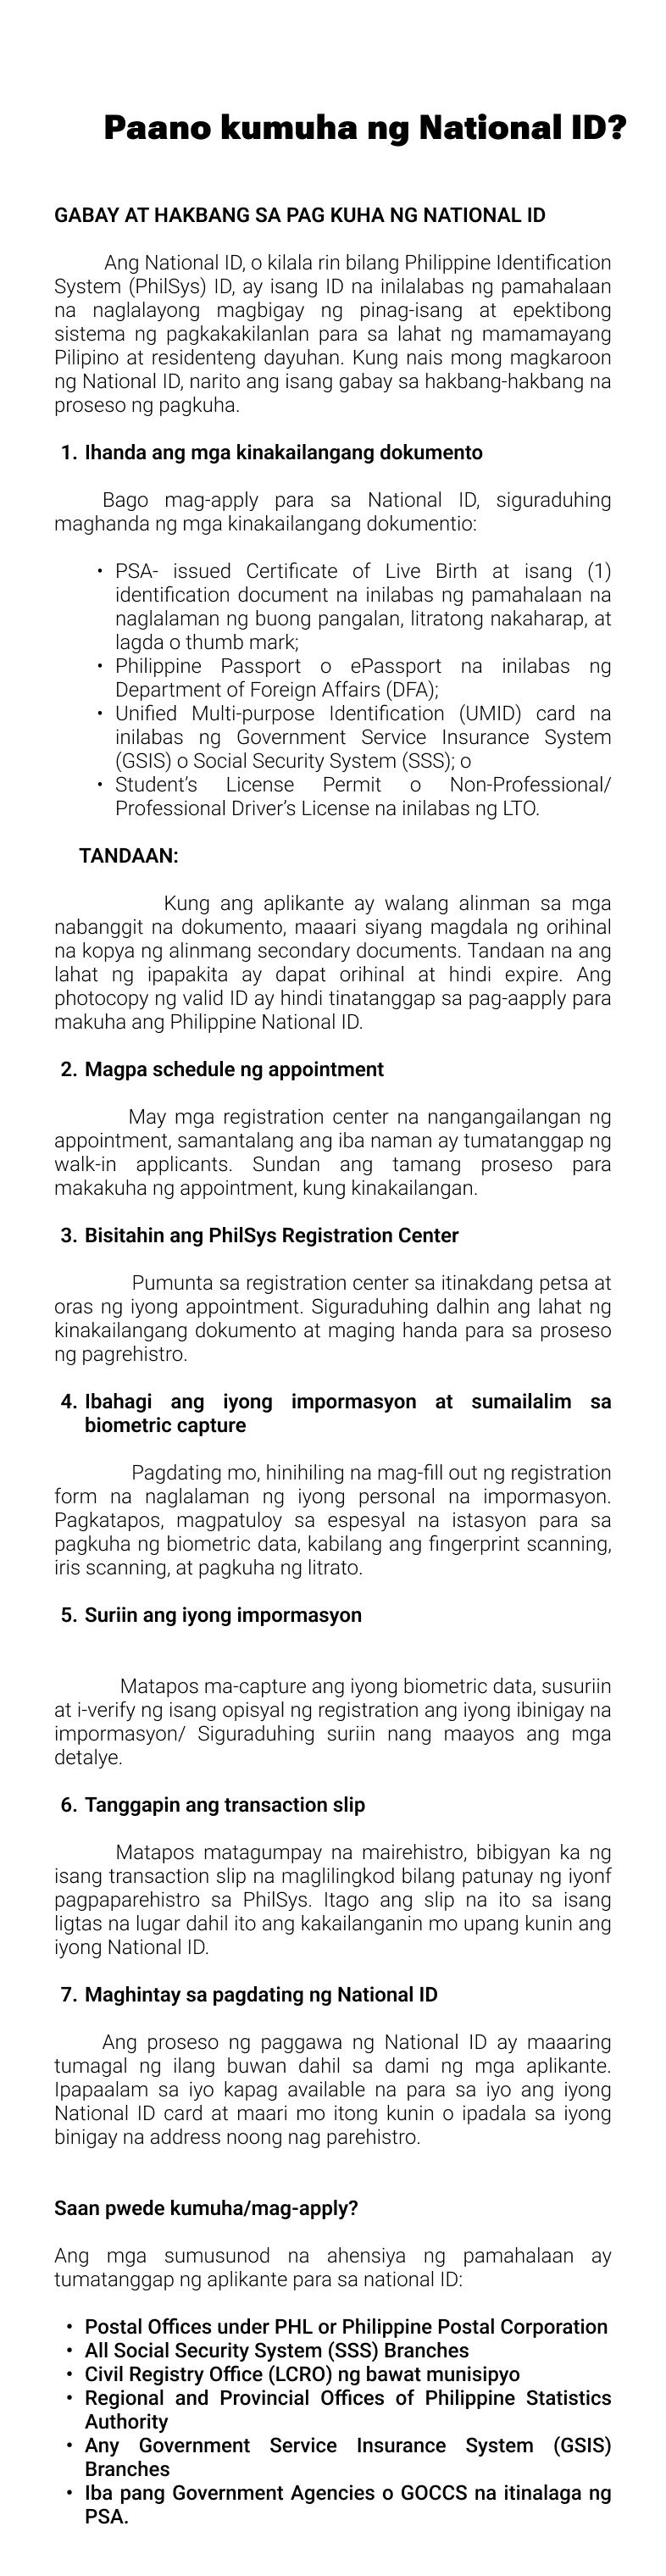 Paano kumuha ng National ID?
GABAY AT HAKBANG SA PAG KUHA NG NATIONAL ID
Ang National ID, o kilala rin bilang Philippine Identification
System (PhilSys) ID, ay isang ID na inilalabas ng pamahalaan
na naglalayong magbigay ng pinag-isang at epektibong
sistema ng pagkakakilanlan para sa lahat ng mamamayang
Pilipino at residenteng dayuhan. Kung nais mong magkaroon
ng National ID, narito ang isang gabay sa hakbang-hakbang na
proseso ng pagkuha.
1. Ihanda ang mga kinakailangang dokumento
Bago mag-apply para sa National ID, siguraduhing
maghanda ng mga kinakailangang dokumentio:
• PSA- issued Certificate of Live Birth at isang (1)
identification document na inilabas ng pamahalaan na
naglalaman ng buong pangalan, litratong nakaharap, at
lagda o thumb mark;
• Philippine Passport o ePassport na inilabas ng
Department of Foreign Affairs (DFA);
• Unified Multi-purpose Identification (UMID) card na
inilabas ng Government Service Insurance System
(GSIS) o Social Security System (SSS); o
• Student’s License Permit o Non-Professional/
Professional Driver’s License na inilabas ng LTO.
TANDAAN:
Kung ang aplikante ay walang alinman sa mga
nabanggit na dokumento, maaari siyang magdala ng orihinal
na kopya ng alinmang secondary documents. Tandaan na ang
lahat ng ipapakita ay dapat orihinal at hindi expire. Ang
photocopy ng valid ID ay hindi tinatanggap sa pag-aapply para
makuha ang Philippine National ID.
2. Magpa schedule ng appointment
May mga registration center na nangangailangan ng
appointment, samantalang ang iba naman ay tumatanggap ng
walk-in applicants. Sundan ang tamang proseso para
makakuha ng appointment, kung kinakailangan.
3. Bisitahin ang PhilSys Registration Center
Pumunta sa registration center sa itinakdang petsa at
oras ng iyong appointment. Siguraduhing dalhin ang lahat ng
kinakailangang dokumento at maging handa para sa proseso
ng pagrehistro.
4. Ibahagi ang iyong impormasyon at sumailalim sa
biometric capture
Pagdating mo, hinihiling na mag-fill out ng registration
form na naglalaman ng iyong personal na impormasyon.
Pagkatapos, magpatuloy sa espesyal na istasyon para sa
pagkuha ng biometric data, kabilang ang fingerprint scanning,
iris scanning, at pagkuha ng litrato.
5. Suriin ang iyong impormasyon
Matapos ma-capture ang iyong biometric data, susuriin
at i-verify ng isang opisyal ng registration ang iyong ibinigay na
impormasyon/ Siguraduhing suriin nang maayos ang mga
detalye.
6. Tanggapin ang transaction slip
Matapos matagumpay na mairehistro, bibigyan ka ng
isang transaction slip na maglilingkod bilang patunay ng iyonf
pagpaparehistro sa PhilSys. Itago ang slip na ito sa isang
ligtas na lugar dahil ito ang kakailanganin mo upang kunin ang
iyong National ID.
7. Maghintay sa pagdating ng National ID
Ang proseso ng paggawa ng National ID ay maaaring
tumagal ng ilang buwan dahil sa dami ng mga aplikante.
Ipapaalam sa iyo kapag available na para sa iyo ang iyong
National ID card at maari mo itong kunin o ipadala sa iyong
binigay na address noong nag parehistro.
Saan pwede kumuha/mag-apply?
Ang mga sumusunod na ahensiya ng pamahalaan ay
tumatanggap ng aplikante para sa national ID:
• Postal Offices under PHL or Philippine Postal Corporation
• All Social Security System (SSS) Branches
• Civil Registry Office (LCRO) ng bawat munisipyo
• Regional and Provincial Offices of Philippine Statistics
Authority
• Any Government Service Insurance System (GSIS)
Branches
• Iba pang Government Agencies o GOCCS na itinalaga ng
PSA.